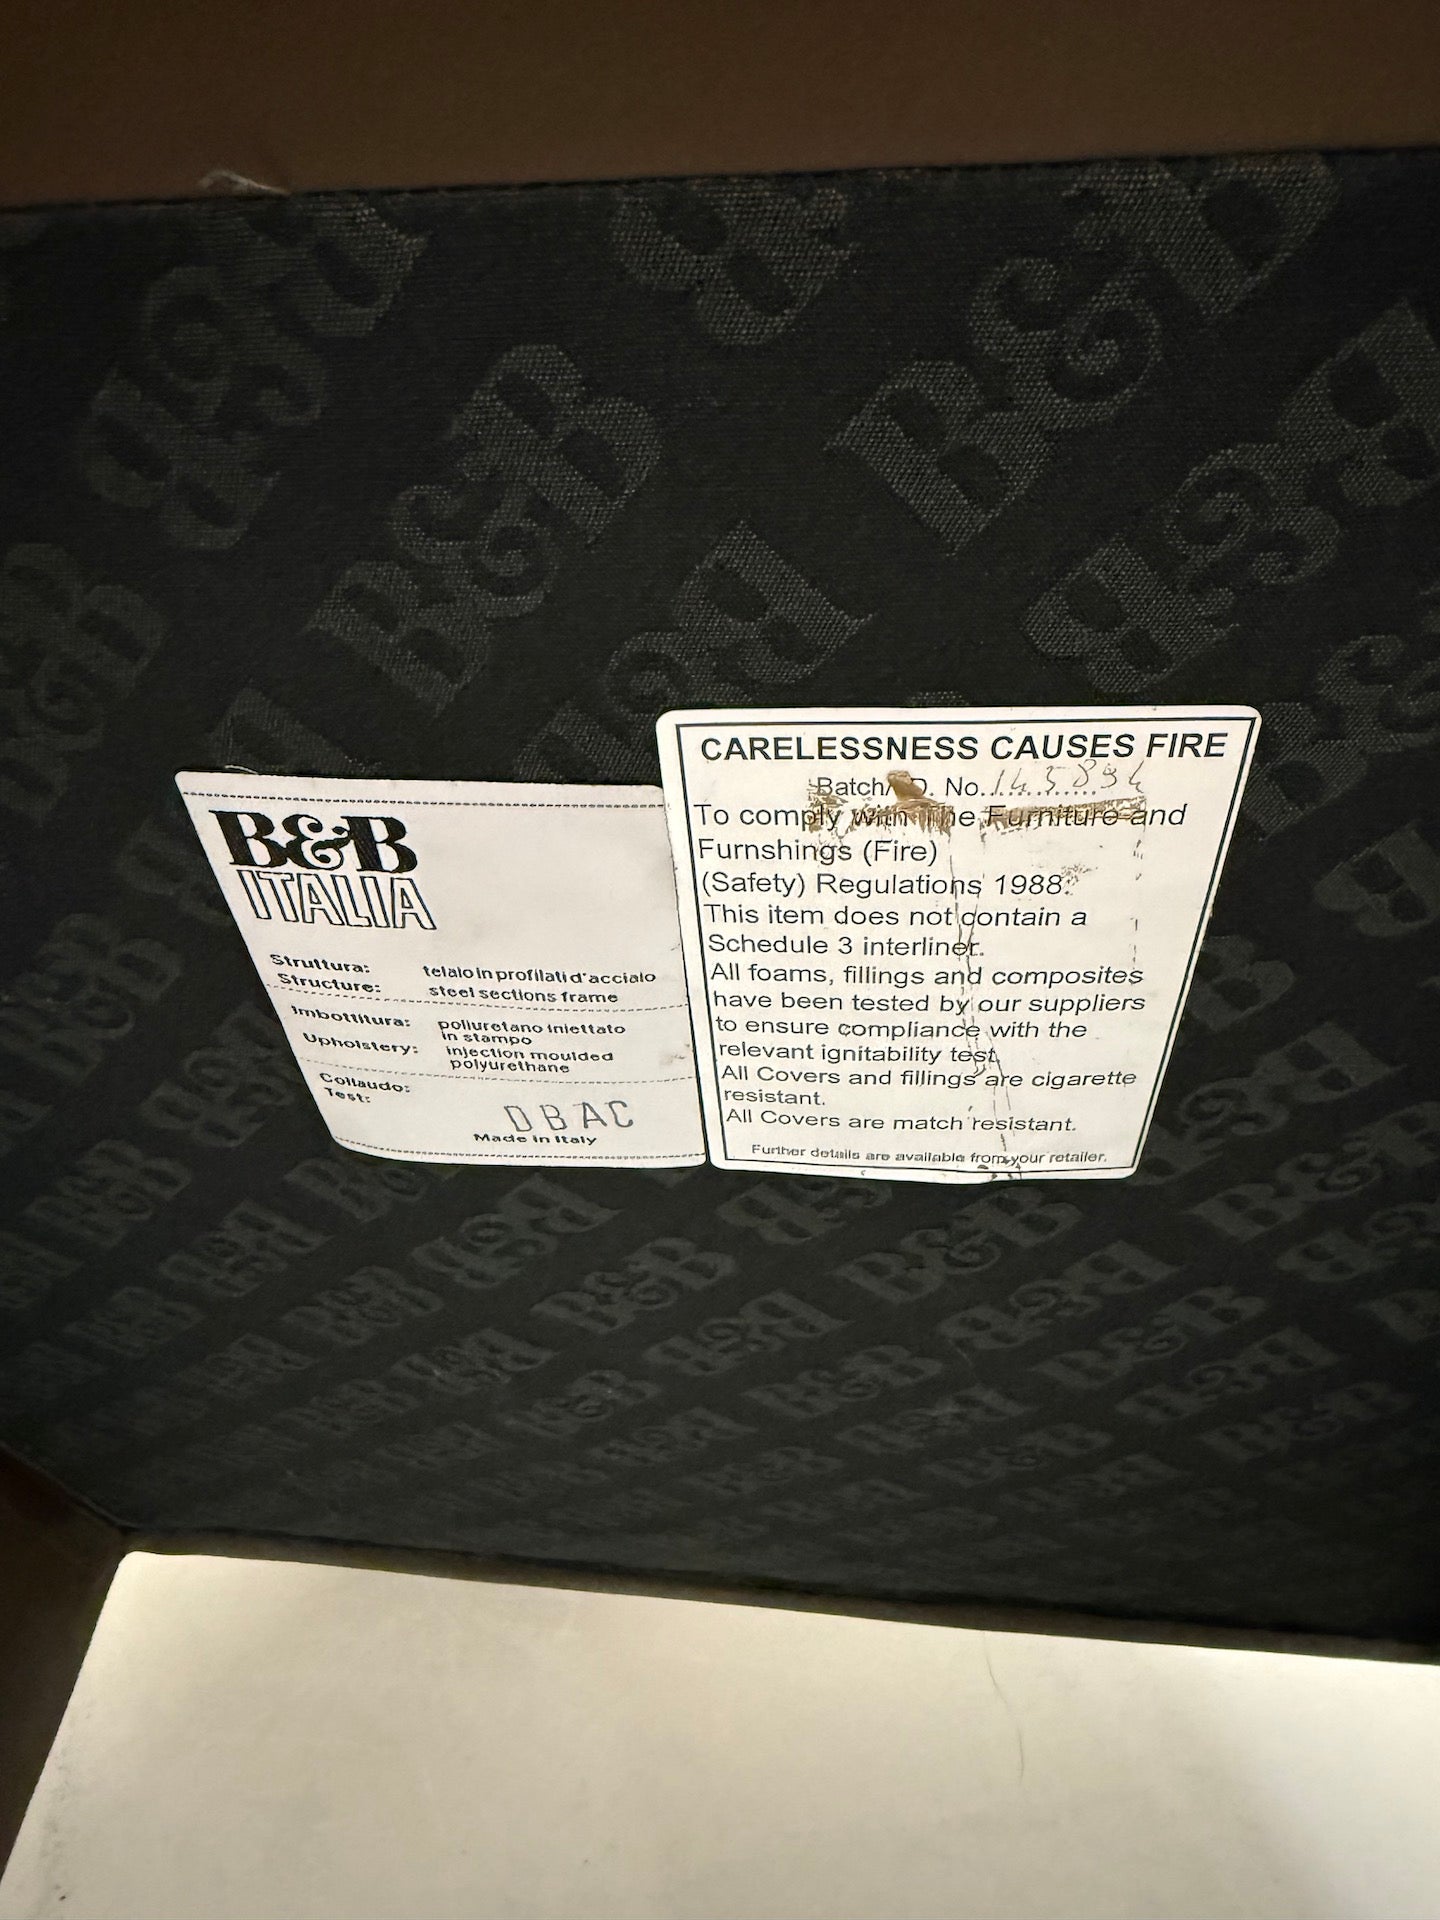 B&B
ITALIA
Struttura: telaio in profilati d'acciaio
Structure: steel sections frame
Imbottitura: poliuretano iniettato
in stampo
Upholstery: injection moulded
polyurethane
Collaudo:
Test:
DBAC
Made in Italy
CARELESSNESS CAUSES FIRE
Batch/ D. No. 145894
To comply with The Furniture and
Furnshings (Fire)
(Safety) Regulations 1988.
This item does not contain a
Schedule 3 interliner.
All foams, fillings and composites
have been tested by our suppliers
to ensure compliance with the
relevant ignitability test.
All Covers and fillings are cigarette
resistant.
All Covers are match resistant.
Further details are available from your retailer.